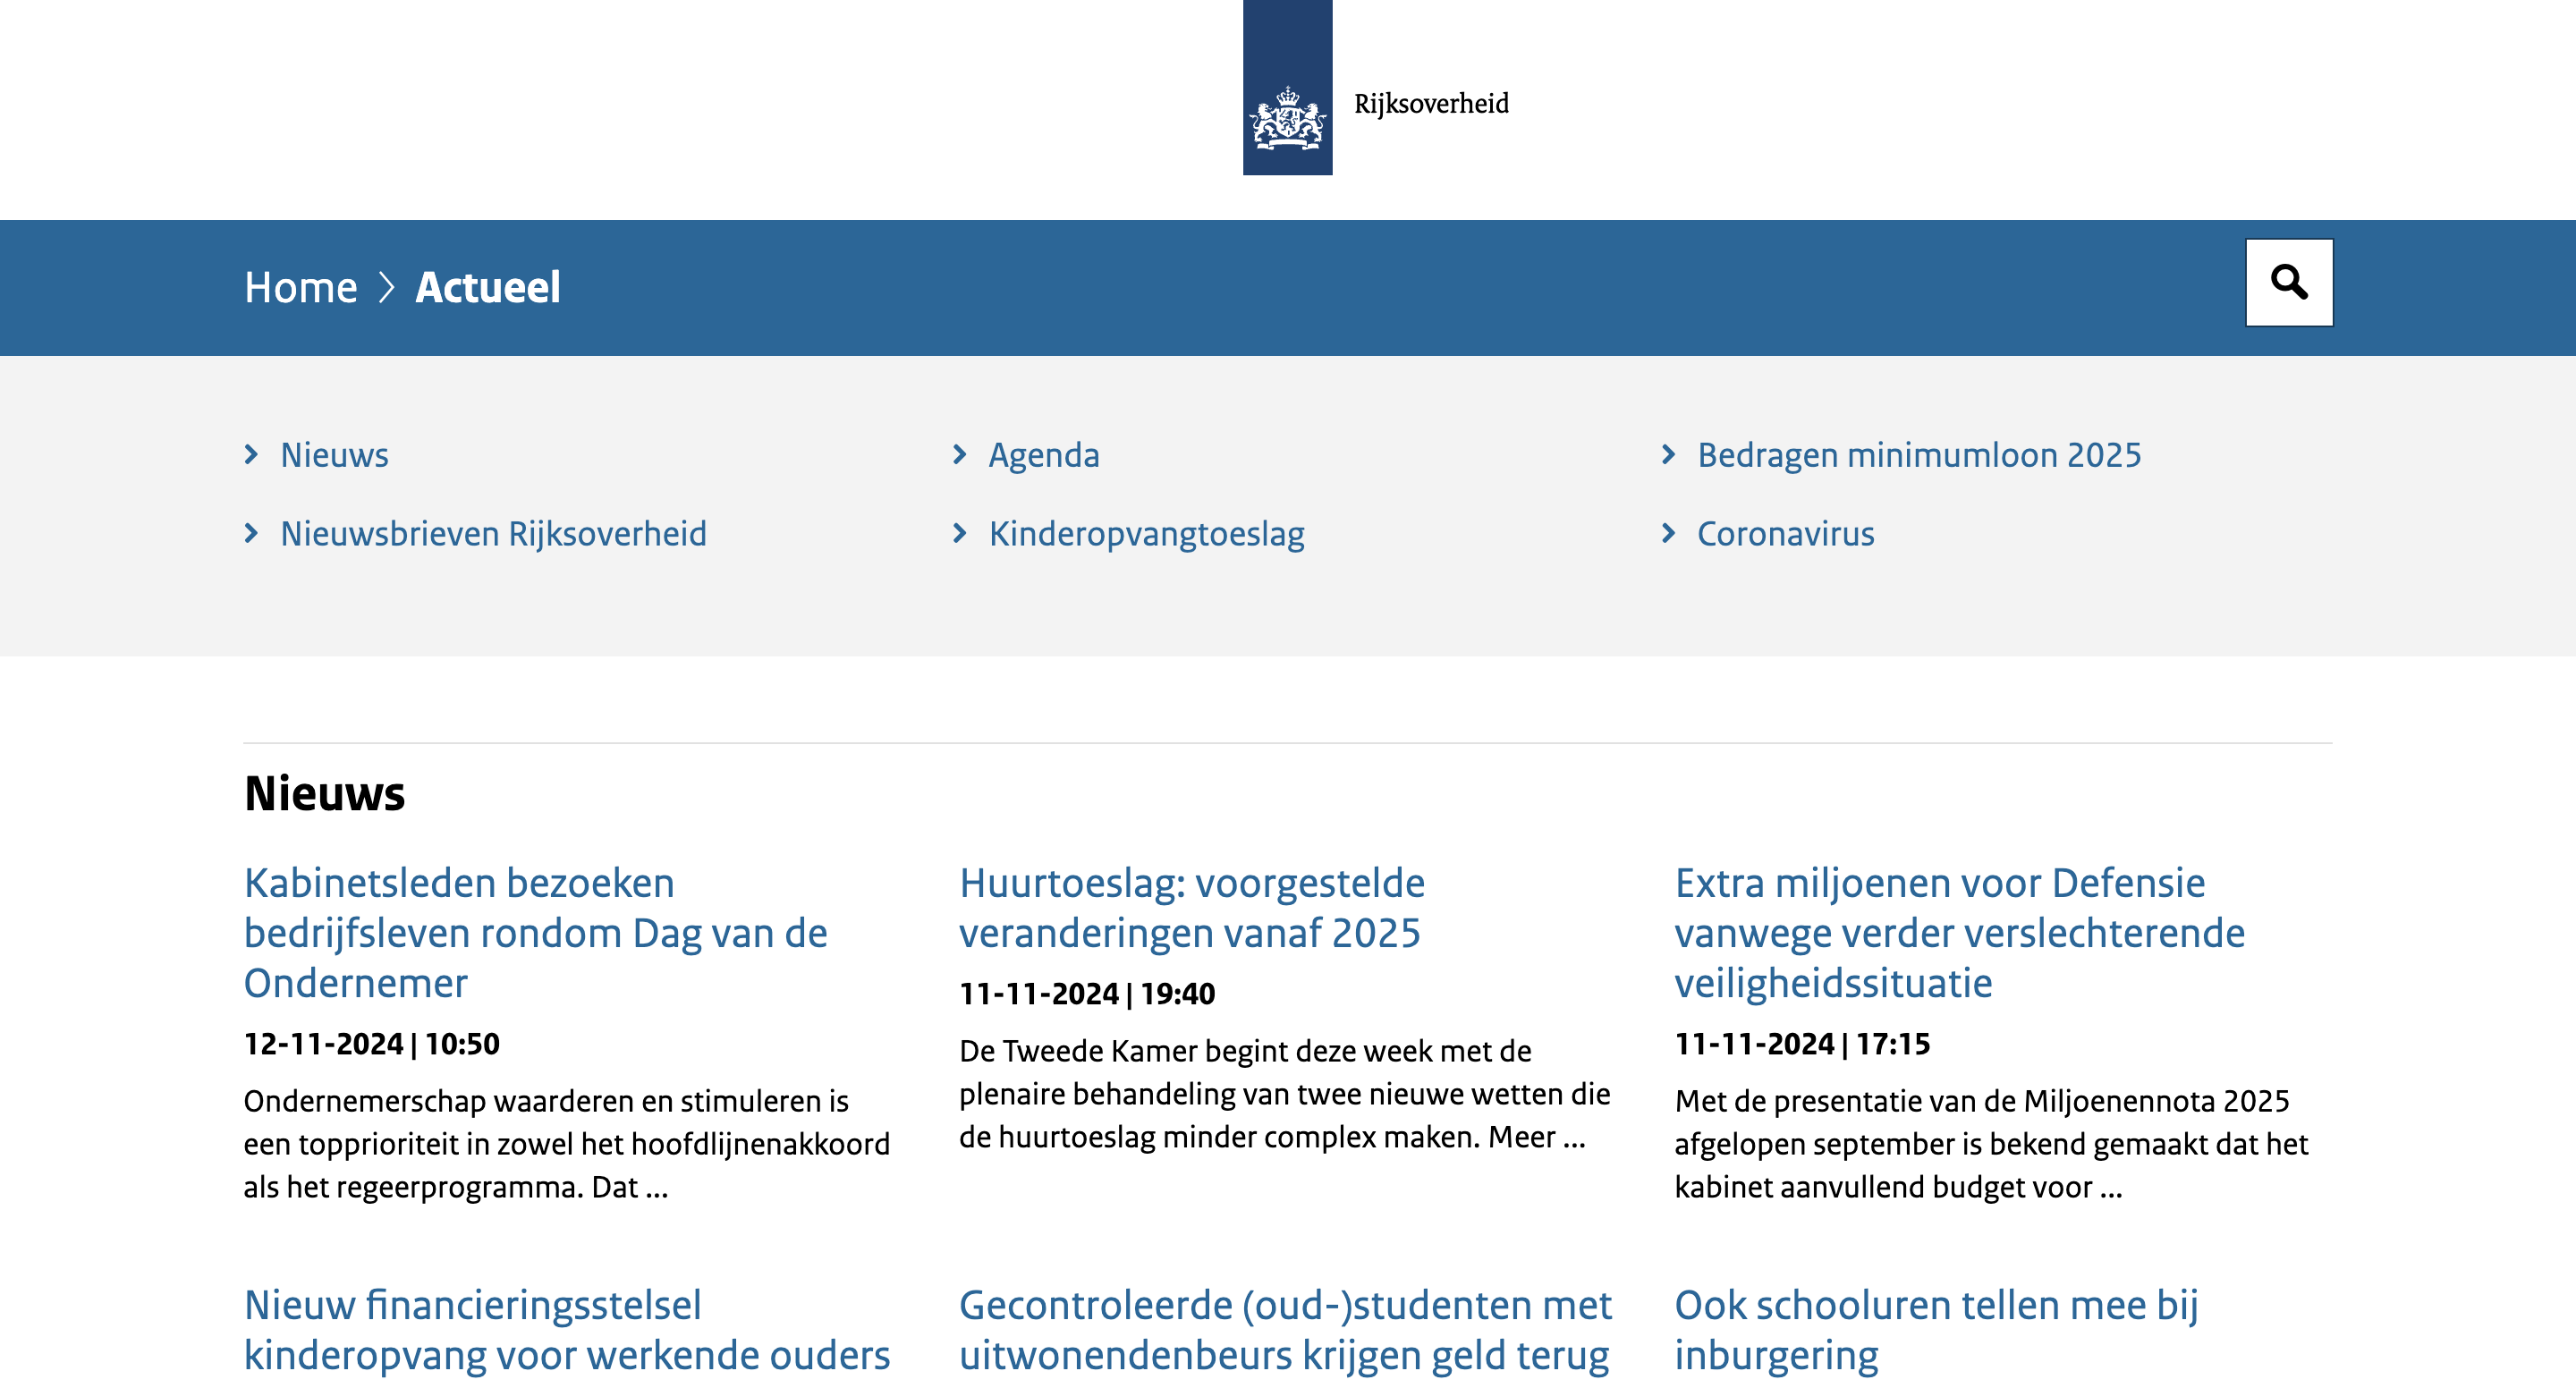 Rijksoverheid
Home > Actueel
Nieuws
Agenda
Bedragen minimumloon 2025
Nieuwsbrieven Rijksoverheid
Kinderopvangtoeslag
Coronavirus
Nieuws
Kabinetsleden bezoeken
bedrijfsleven rondom Dag van de
Ondernemer
12-11-2024 | 10:50
Ondernemerschap waarderen en stimuleren is
een topprioriteit in zowel het hoofdlijnenakkoord
als het regeerprogramma. Dat ...
Huurtoeslag: voorgestelde
veranderingen vanaf 2025
11-11-2024 | 19:40
De Tweede Kamer begint deze week met de
plenaire behandeling van twee nieuwe wetten die
de huurtoeslag minder complex maken. Meer ...
Extra miljoenen voor Defensie
vanwege verder verslechterende
veiligheidssituatie
11-11-2024 | 17:15
Met de presentatie van de Miljoenennota 2025
afgelopen september is bekend gemaakt dat het
kabinet aanvullend budget voor ...
Nieuw financieringsstelsel
kinderopvang voor werkende ouders
Gecontroleerde (oud-)studenten met
uitwonendenbeurs krijgen geld terug
Ook schooluren tellen mee bij
inburgering